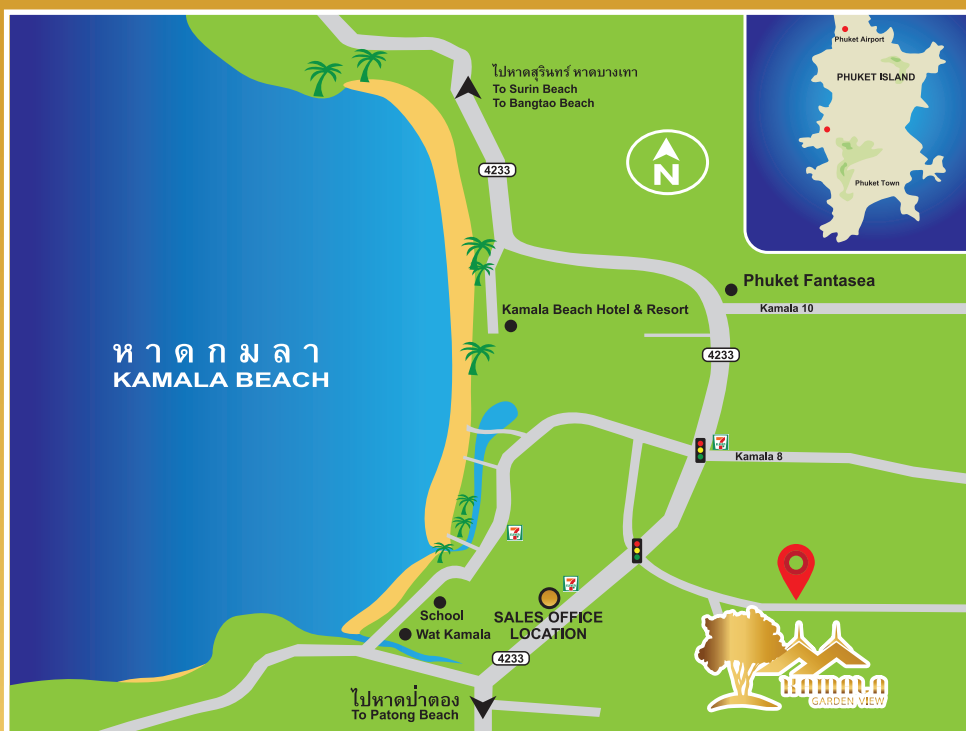 ไปหาดสุรินทร์ หาดบางเทา
To Surin Beach
To Bangtao Beach
Phuket Airport
PHUKET ISLAND
Phuket Town
N
4233
Phuket Fantasea
Kamala 10
Kamala Beach Hotel & Resort
4233
หาดกมลา
KAMALA BEACH
7
Kamala 8
7
7
School
Wat Kamala
SALES OFFICE
LOCATION
4233
ไปหาดป่าตอง
To Patong Beach
GARDEN VIEW